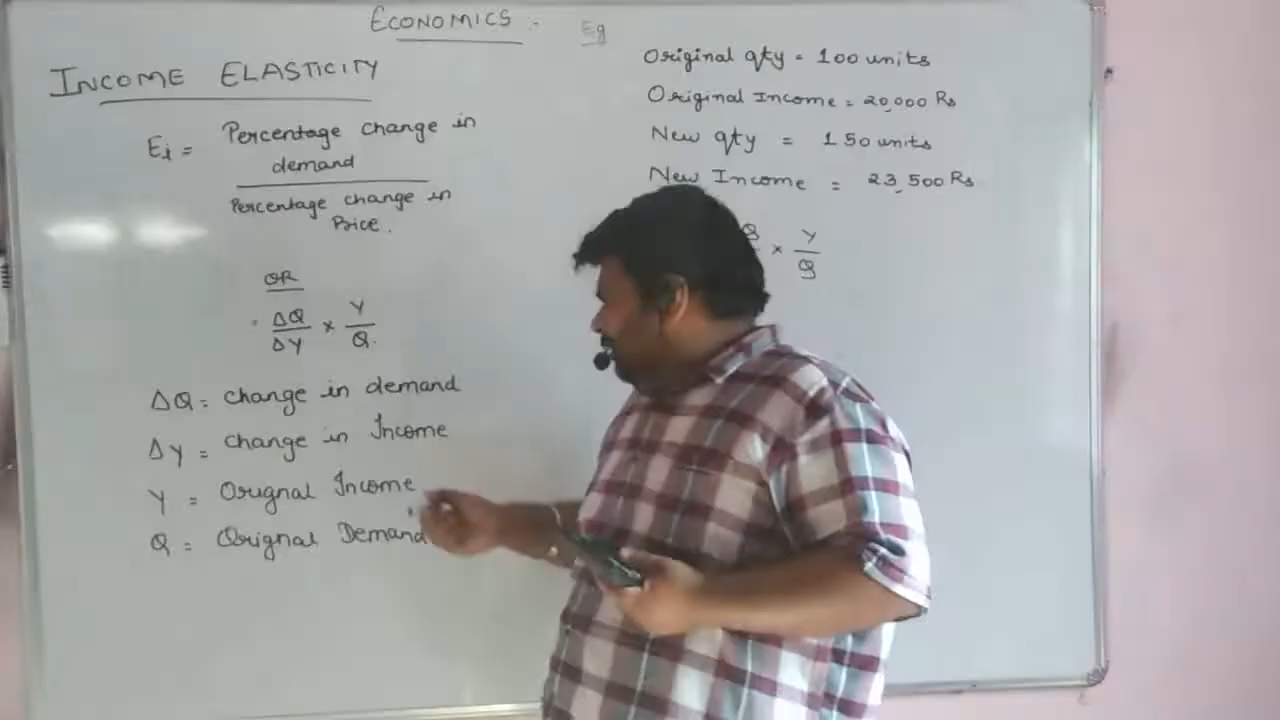 ECONOMICS :
Eg
INCOME ELASTICITY
Ei = Percentage change in
demand
Percentage change in
Price.
OR
ΔQ/ΔY × Y/Q
ΔQ = change in demand
ΔY = change in Income
Y = Orignal Income
Q = Orignal Demand
Original qty = 100 units
Original Income = 20,000 Rs
New qty = 150 units
New Income = 23,500 Rs
× Y/Q